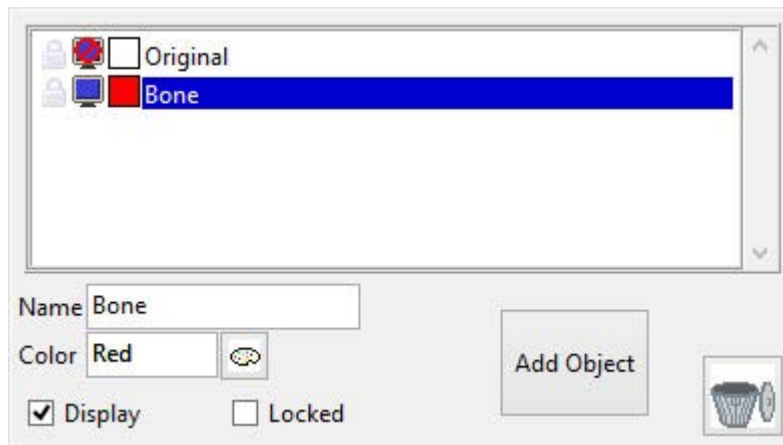 Original
Bone
Name Bone
Color Red
Add Object
Display Locked